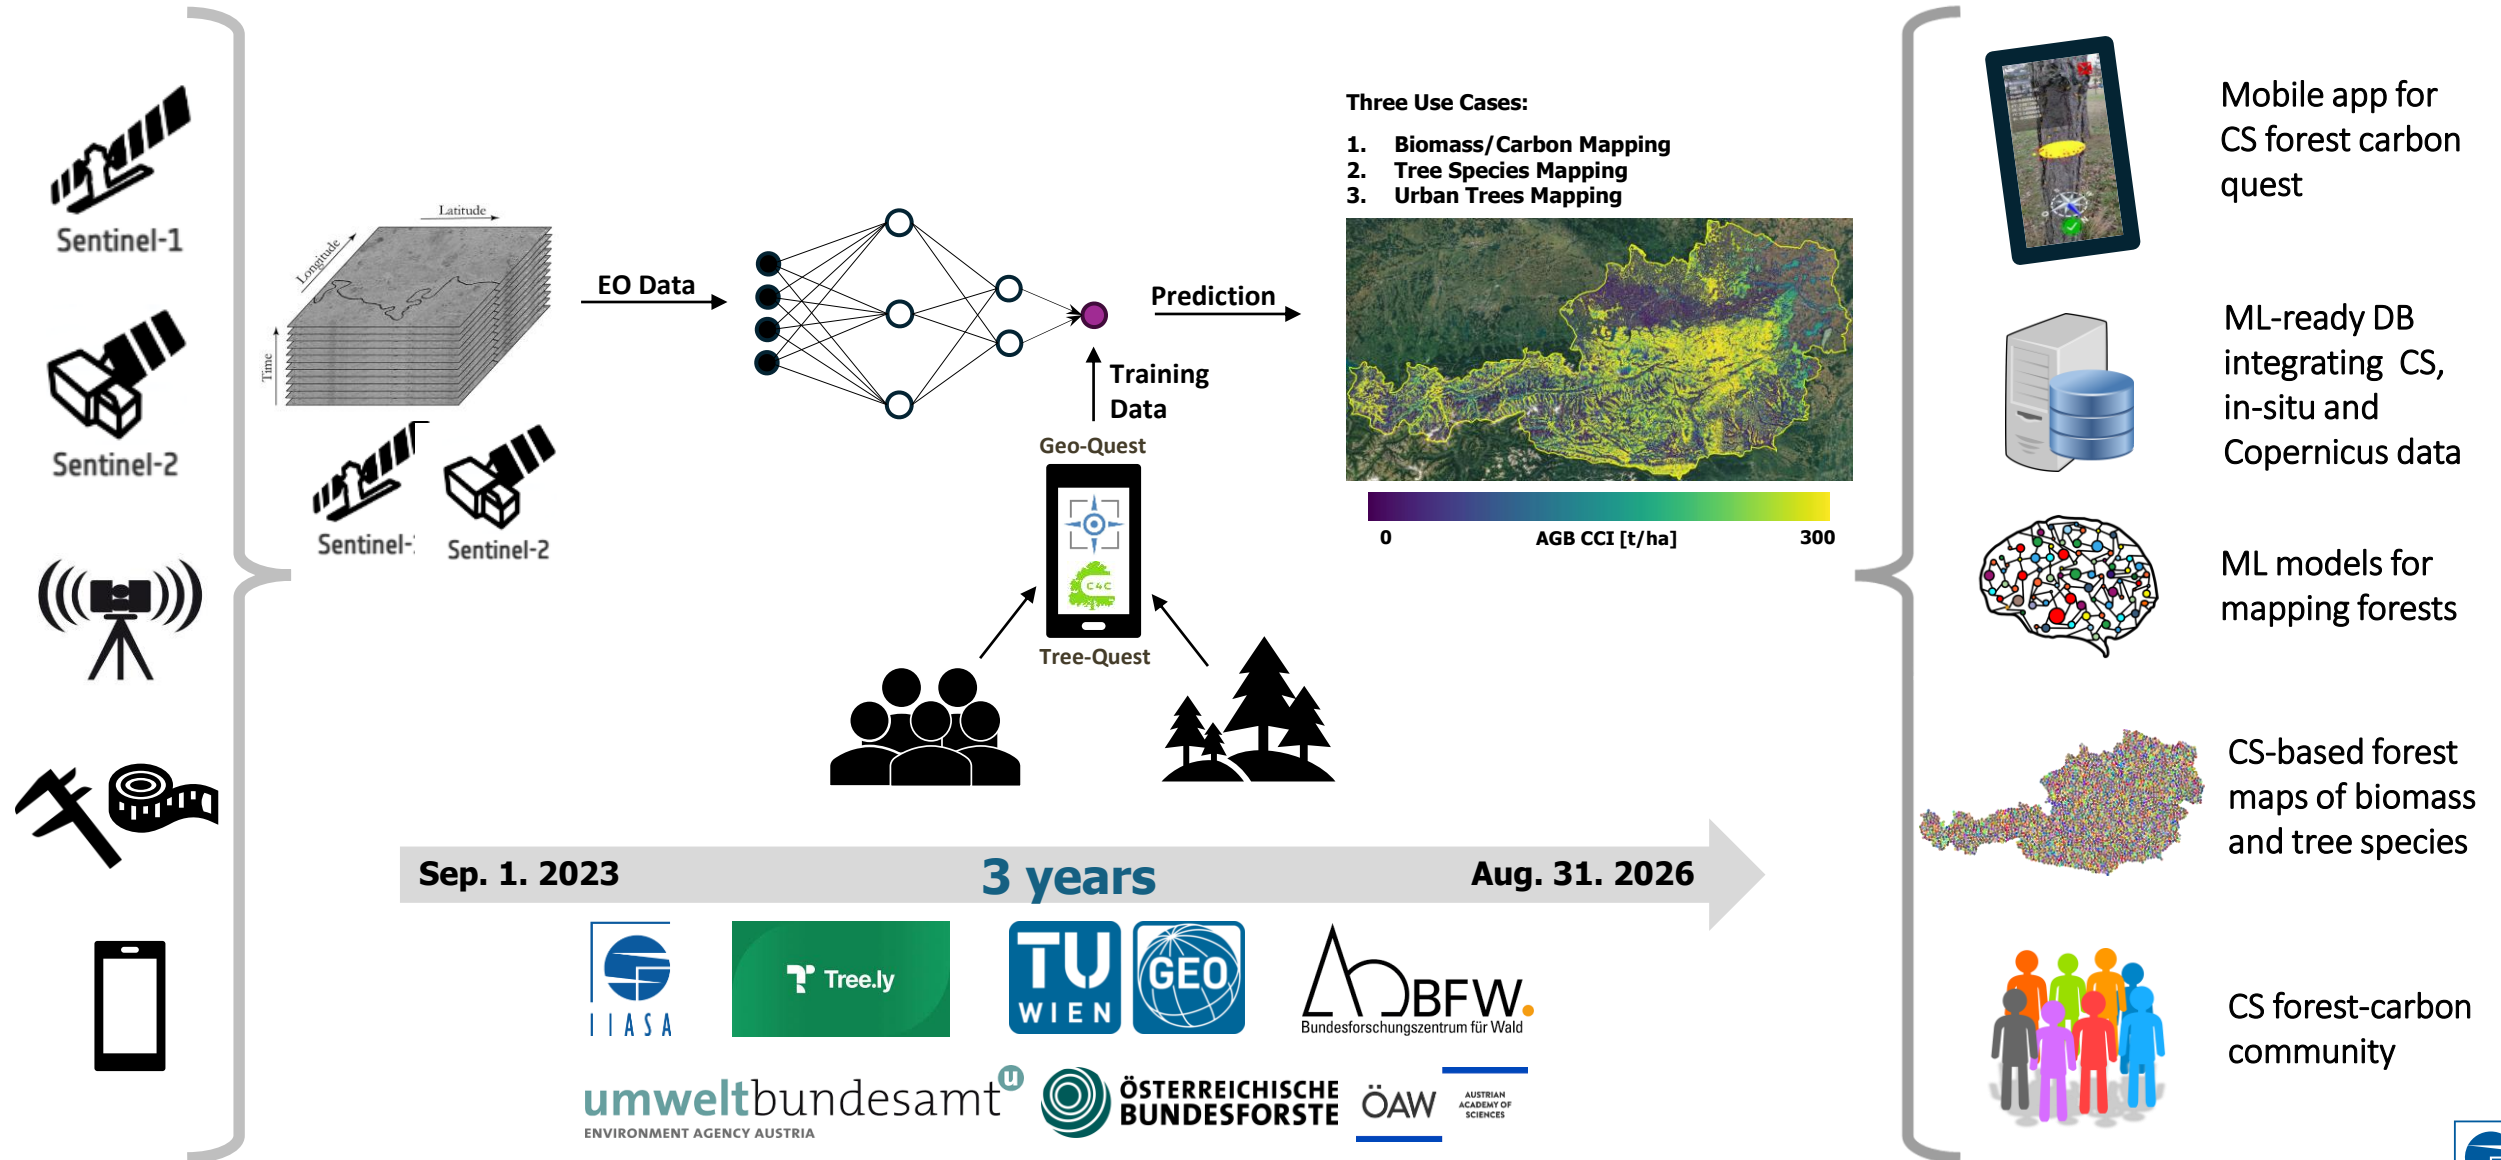 Sentinel-1
Sentinel-2
Latitude
Longitude
Time
Sentinel-
Sentinel-2
EO Data
Prediction
Training
Data
Geo-Quest
C4C
Tree-Quest
Three Use Cases:
1. Biomass/Carbon Mapping
2. Tree Species Mapping
3. Urban Trees Mapping
0 AGB CCI [t/ha] 300
Sep. 1. 2023 3 years Aug. 31. 2026
IIASA
Tree.ly
TU
WIEN
GEO
BFW.
Bundesforschungszentrum für Wald
umweltbundesamt u
ENVIRONMENT AGENCY AUSTRIA
ÖSTERREICHISCHE
BUNDESFORSTE
ÖAW
AUSTRIAN
ACADEMY OF
SCIENCES
Mobile app for
CS forest carbon
quest
ML-ready DB
integrating CS,
in-situ and
Copernicus data
ML models for
mapping forests
CS-based forest
maps of biomass
and tree species
CS forest-carbon
community